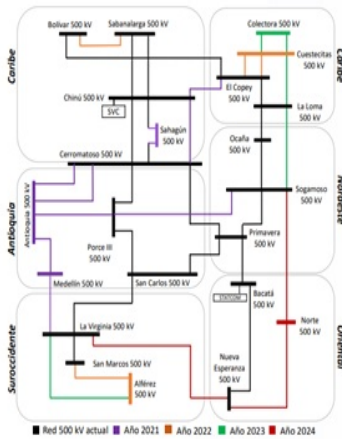 Caribe
Bolívar 500 kV
Sabanalarga 500 kV
Colectora 500 kV
Cuestecitas
500 kV
El Copey
500 kV
Caribe
Chinú 500 kV
SVC
La Loma
500 kV
Sahagún
500 kV
Ocaña
500 kV
Cerromatoso 500 kV
Nordeste
Antioquia
Antioquia 500 kV
Sogamoso
500 kV
Porce III
500 kV
Primavera
500 kV
Medellín 500 kV
San Carlos 500 kV
Bacatá
500 kV
Suroccidente
La Virginia 500 kV
Norte
500 kV
San Marcos 500 kV
Nueva
Esperanza
500 kV
Oriental
Alférez
500 kV
Red 500 kV actual
Año 2021
Año 2022
Año 2023
Año 2024